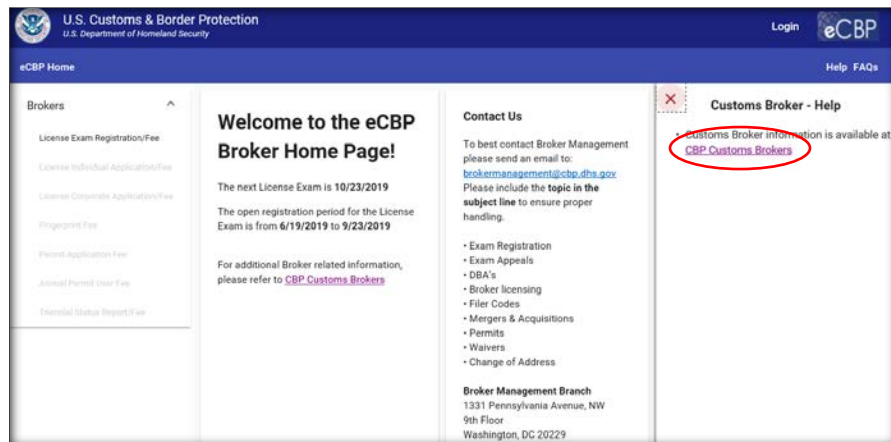 U.S. Customs & Border Protection
U.S. Department of Homeland Security
Login
eCBP
eCBP Home
Help FAQs
Brokers
License Exam Registration/Fee
License Individual Application/Fee
License Corporate Application/Fee
Fingerprint Fee
Permit Application Fee
Annual Permit User Fee
Triennial Status Report/Fee
Welcome to the eCBP
Broker Home Page!
The next License Exam is 10/23/2019
The open registration period for the License
Exam is from 6/19/2019 to 9/23/2019
For additional Broker related information,
please refer to CBP Customs Brokers
Contact Us
To best contact Broker Management
please send an email to:
brokermanagement@cbp.dhs.gov
Please include the topic in the
subject line to ensure proper
handling.
• Exam Registration
• Exam Appeals
• DBA's
• Broker licensing
• Filer Codes
• Mergers & Acquisitions
• Permits
• Waivers
• Change of Address
Broker Management Branch
1331 Pennsylvania Avenue, NW
9th Floor
Washington, DC 20229
Customs Broker - Help
• Customs Broker information is available at
CBP Customs Brokers